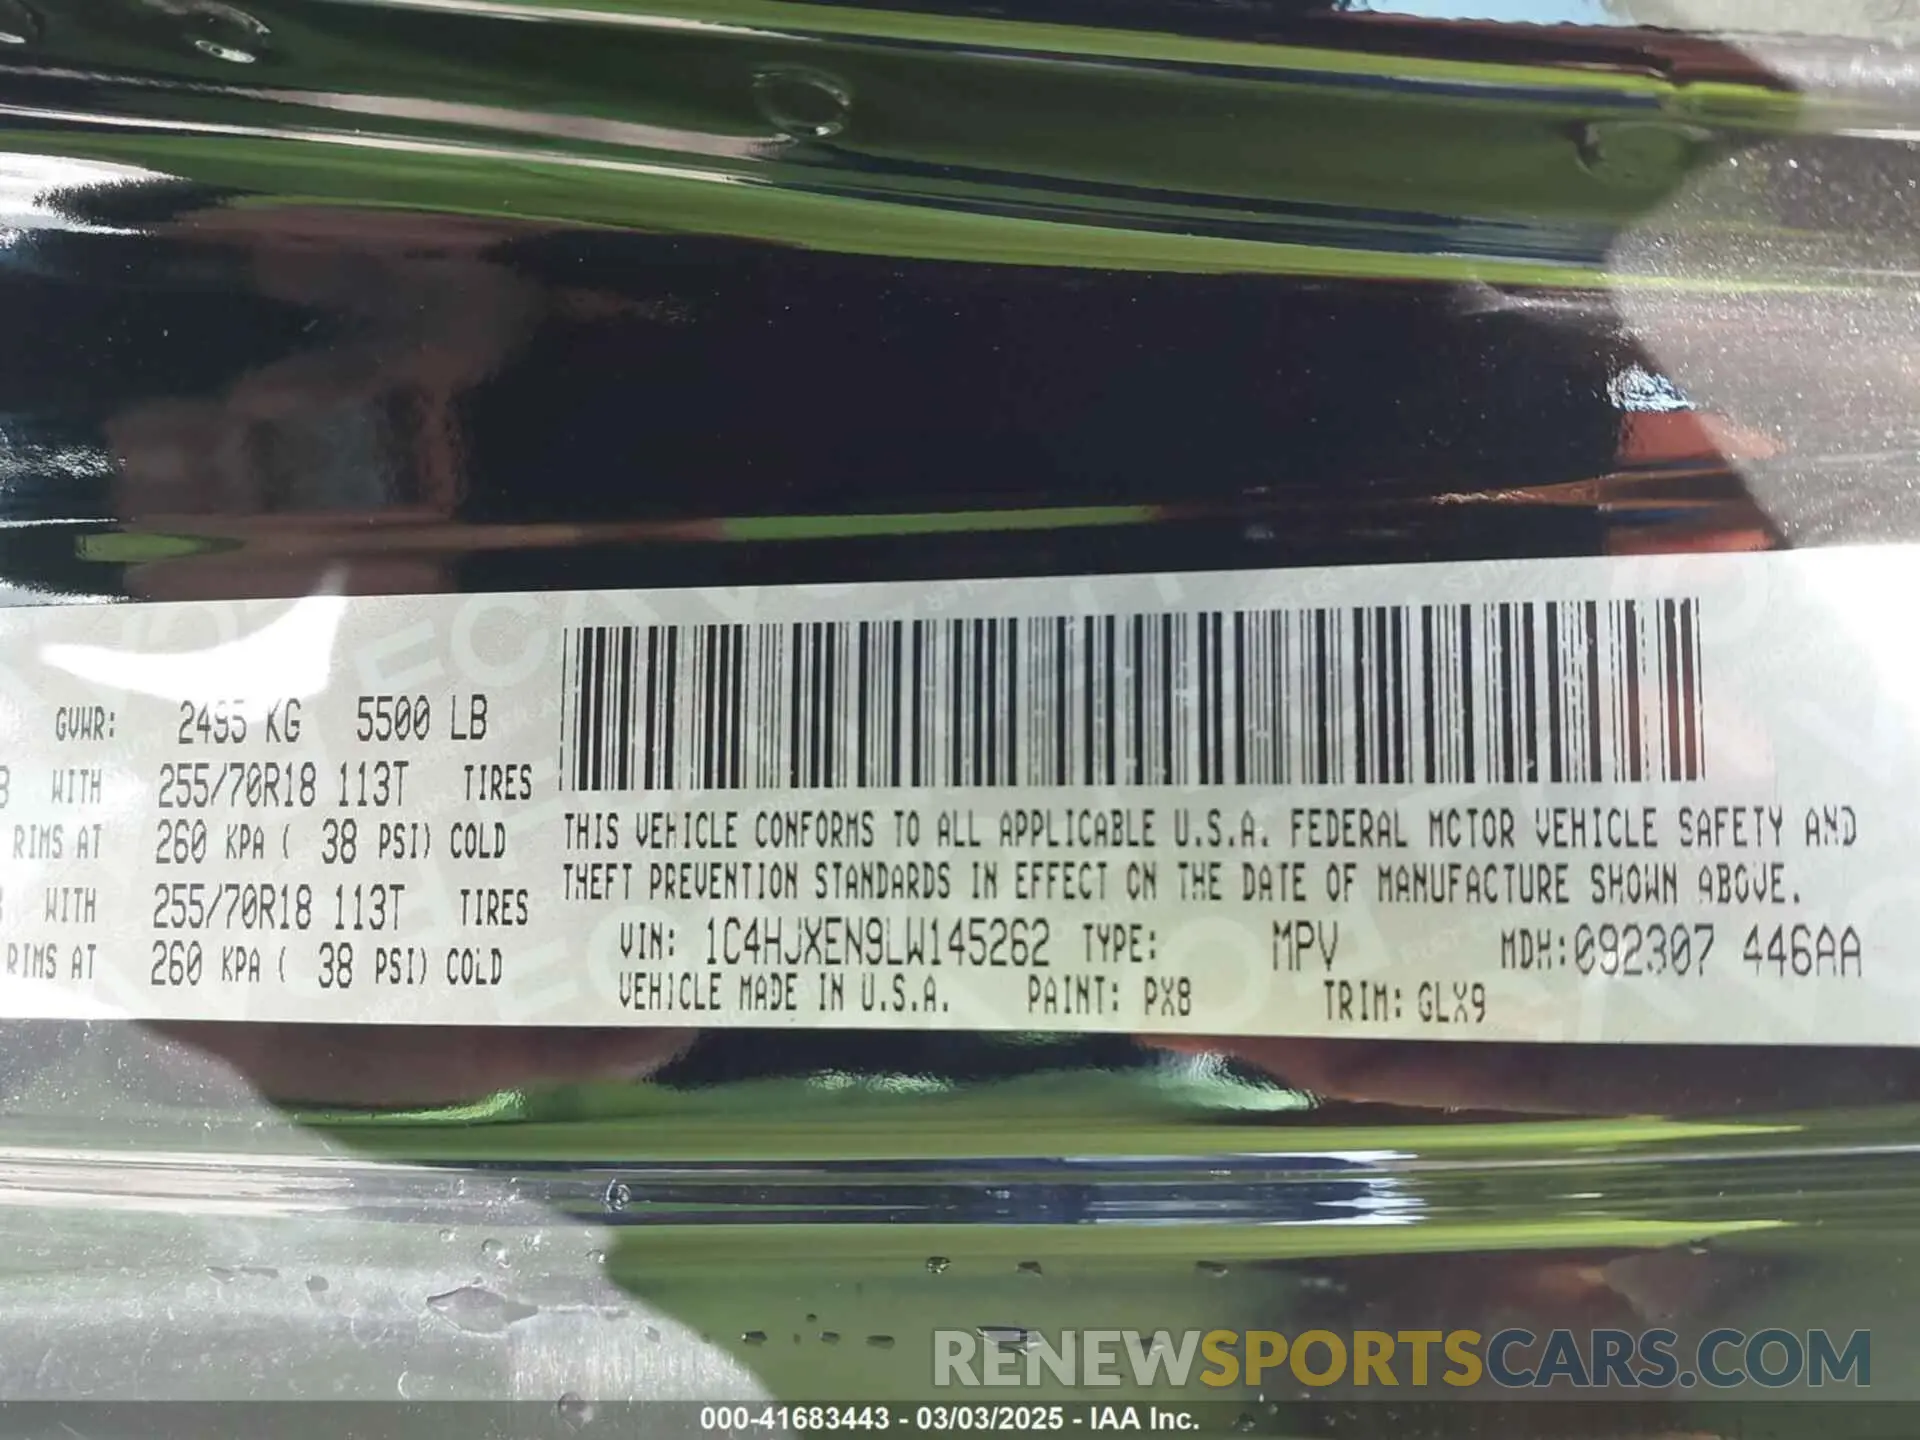 GVWR: 2495 KG 5500 LB
WITH 255/70R18 113T TIRES
RIMS AT 260 KPA ( 38 PSI) COLD
WITH 255/70R18 113T TIRES
RIMS AT 260 KPA ( 38 PSI) COLD
THIS VEHICLE CONFORMS TO ALL APPLICABLE U.S.A. FEDERAL MOTOR VEHICLE SAFETY AND
THEFT PREVENTION STANDARDS IN EFFECT ON THE DATE OF MANUFACTURE SHOWN ABOVE.
VIN: 1C4HJXEN9LW145262 TYPE: MPV MDH:092307 446AA
VEHICLE MADE IN U.S.A. PAINT: PX8 TRIM: GLX9
RENEWSPORTSCARS.COM
000-41683443 - 03/03/2025 - IAA Inc.